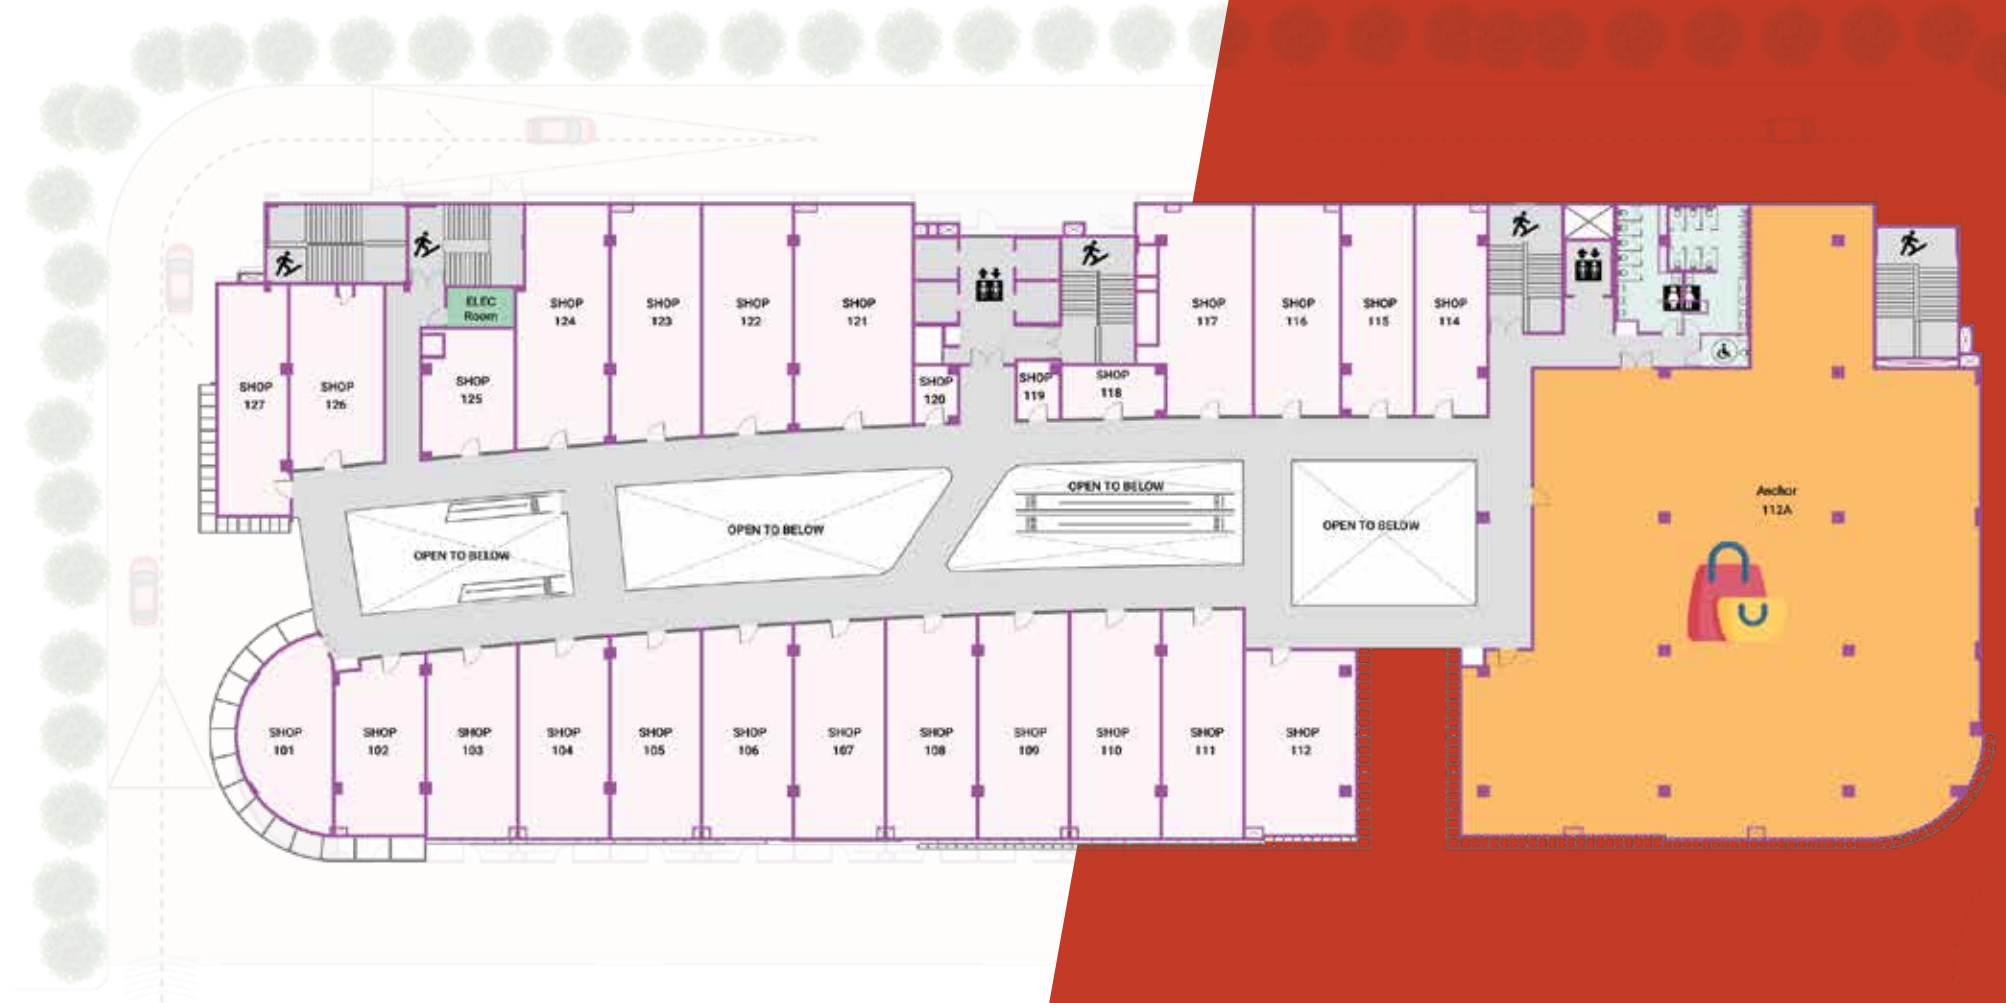 ELEC
Room
SHOP
124
SHOP
123
SHOP
122
SHOP
121
SHOP
117
SHOP
116
SHOP
115
SHOP
114
SHOP
127
SHOP
126
SHOP
125
SHOP
120
SHOP
119
SHOP
118
OPEN TO BELOW
OPEN TO BELOW
OPEN TO BELOW
OPEN TO BELOW
Anchor
112A
SHOP
101
SHOP
102
SHOP
103
SHOP
104
SHOP
105
SHOP
106
SHOP
107
SHOP
108
SHOP
109
SHOP
110
SHOP
111
SHOP
112